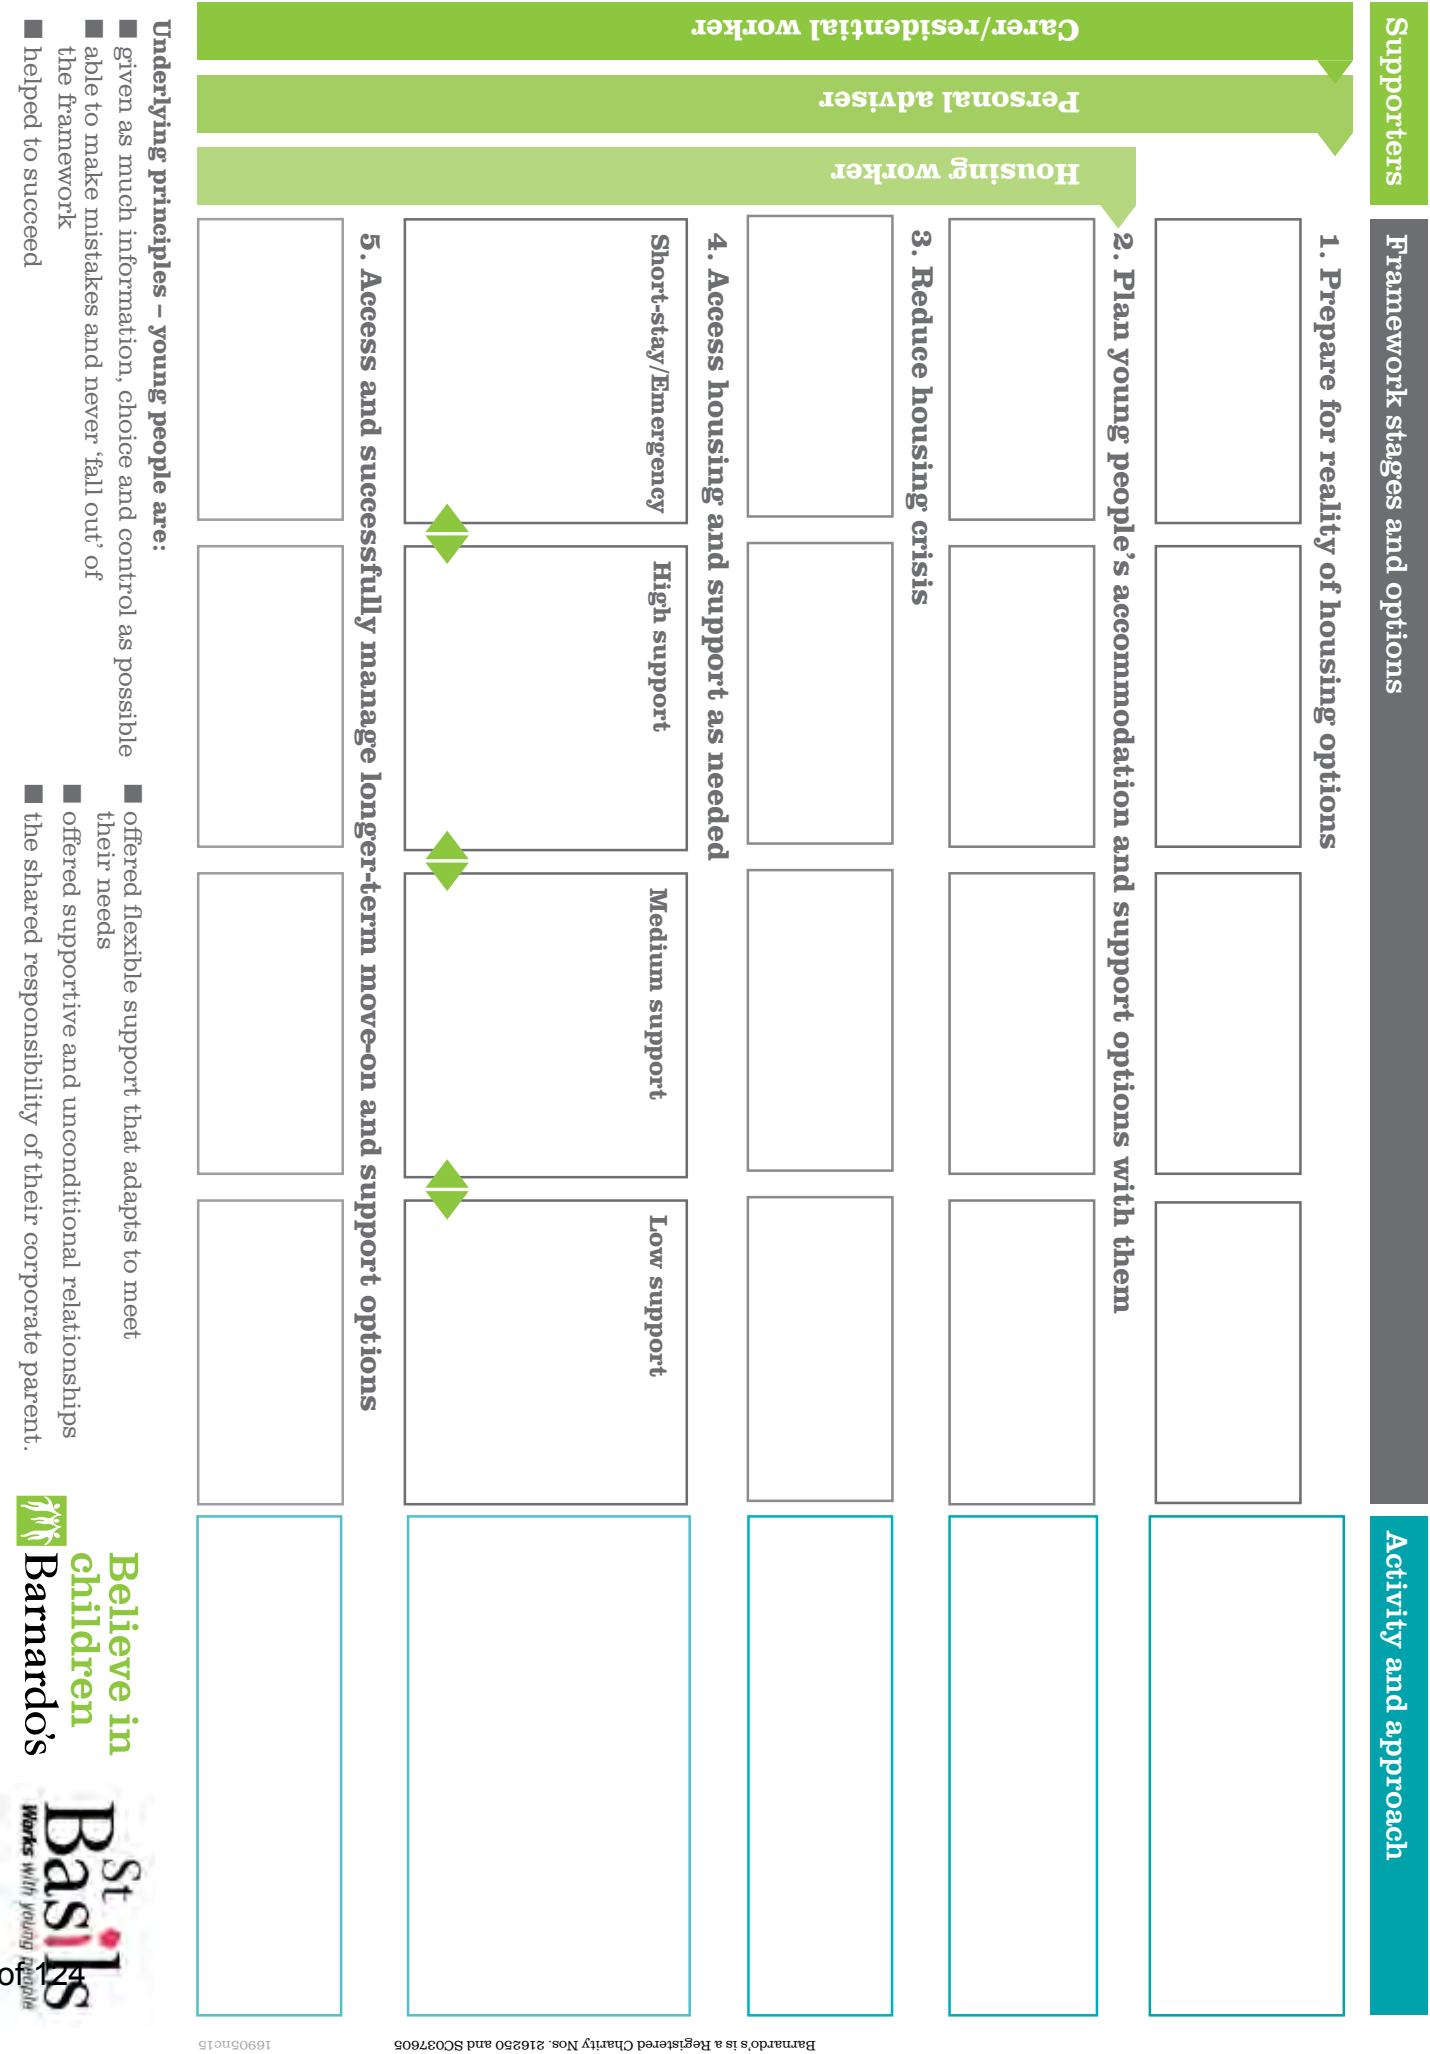 Supporters
Framework stages and options
Activity and approach
Carer/residential worker
Personal adviser
Housing worker
1. Prepare for reality of housing options
2. Plan young people’s accommodation and support options with them
3. Reduce housing crisis
4. Access housing and support as needed
Short-stay/Emergency
High support
Medium support
Low support
5. Access and successfully manage longer-term move-on and support options
Underlying principles – young people are:
■ given as much information, choice and control as possible
■ able to make mistakes and never ‘fall out’ of
the framework
■ helped to succeed
■ offered flexible support that adapts to meet
their needs
■ offered supportive and unconditional relationships
■ the shared responsibility of their corporate parent.
Believe in
children
Barnardo’s
St
Basils
Works with young people
of 124
Barnardo’s is a Registered Charity Nos. 216250 and SC037605
16905nc15